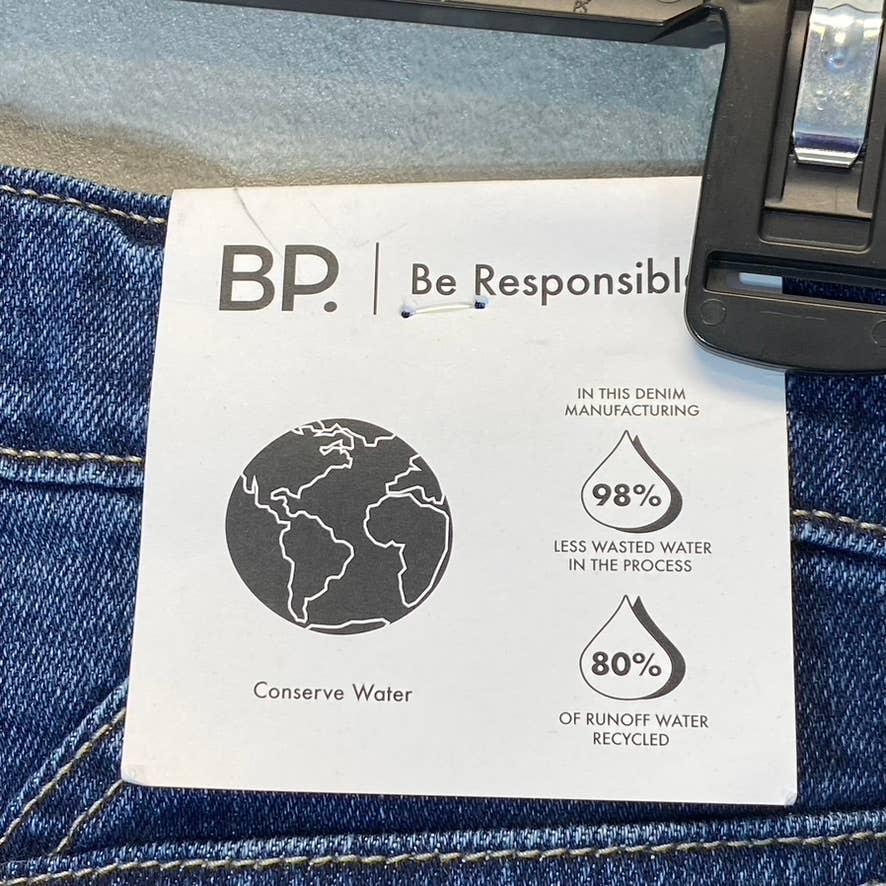 BP. | Be Responsibl
IN THIS DENIM
MANUFACTURING
98%
LESS WASTED WATER
IN THE PROCESS
80%
OF RUNOFF WATER
RECYCLED
Conserve Water